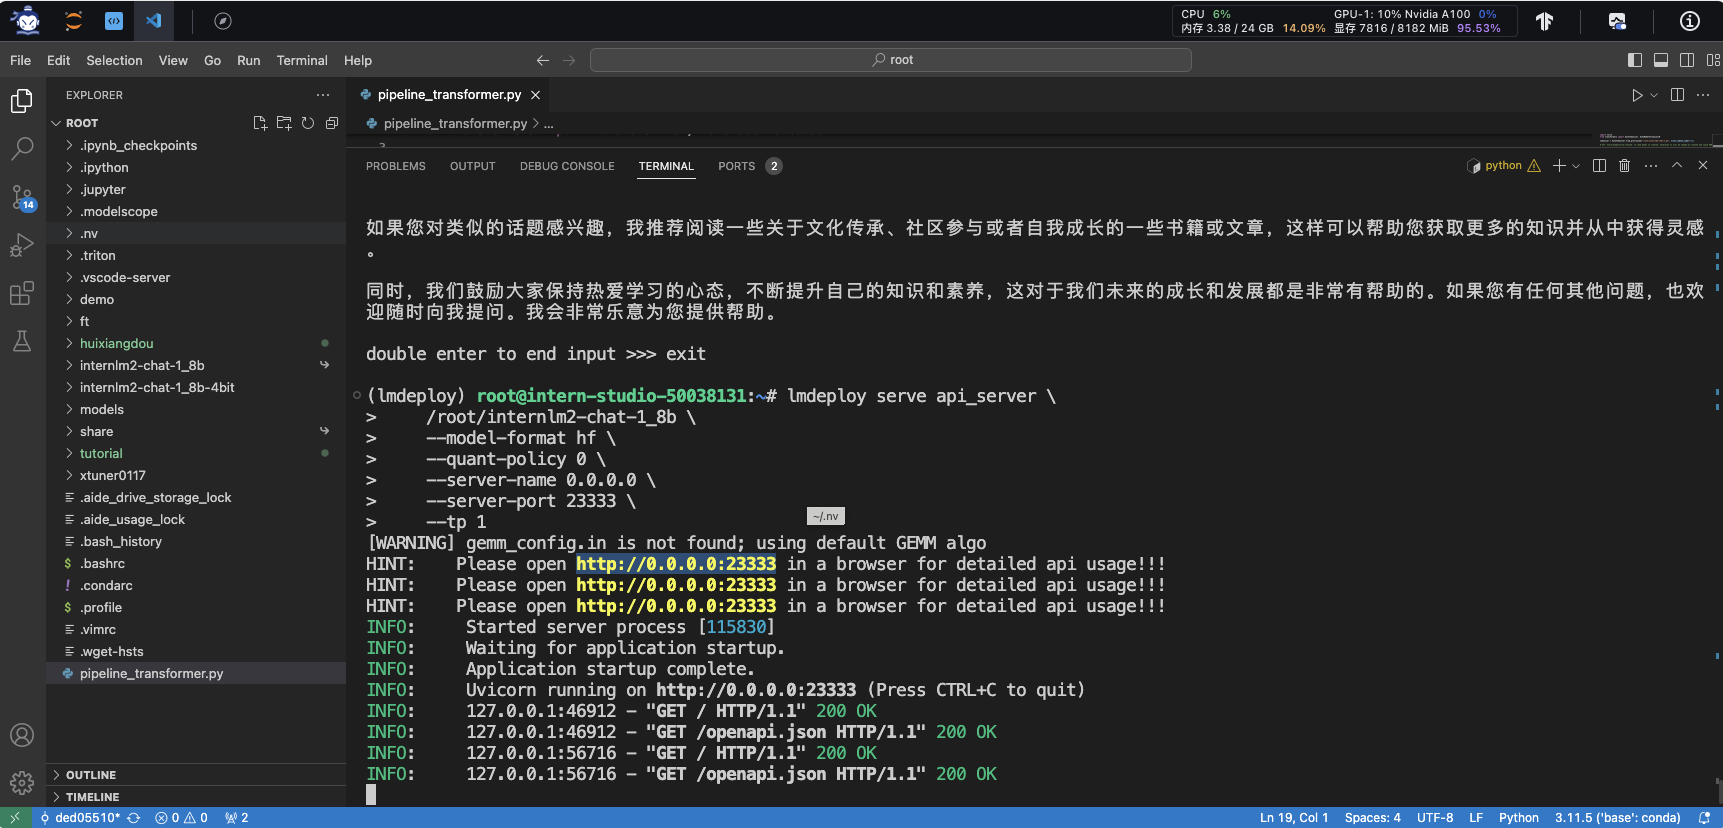 CPU 6% GPU-1: 10% Nvidia A100 0%
内存 3.38 / 24 GB 14.09% 显存 7816 / 8182 MiB 95.53%
File Edit Selection View Go Run Terminal Help
root
EXPLORER
pipeline_transformer.py
ROOT
pipeline_transformer.py > ...
.ipynb_checkpoints
.ipython
.jupyter
.modelscope
.nv
.triton
.vscode-server
demo
ft
huixiangdou
internlm2-chat-1_8b
internlm2-chat-1_8b-4bit
models
share
tutorial
xtuner0117
.aide_drive_storage_lock
.aide_usage_lock
.bash_history
.bashrc
.condarc
.profile
.vimrc
.wget-hsts
pipeline_transformer.py
OUTLINE
TIMELINE
14
PROBLEMS OUTPUT DEBUG CONSOLE TERMINAL PORTS 2
python
如果您对类似的话题感兴趣，我推荐阅读一些关于文化传承、社区参与或者自我成长的一些书籍或文章，这样可以帮助您获取更多的知识并从中获得灵感
。
同时，我们鼓励大家保持热爱学习的心态，不断提升自己的知识和素养，这对于我们未来的成长和发展都是非常有帮助的。如果您有任何其他问题，也欢
迎随时向我提问。我会非常乐意为您提供帮助。
double enter to end input >>> exit
(lmdeploy) root@intern-studio-50038131:~# lmdeploy serve api_server \
> /root/internlm2-chat-1_8b \
> --model-format hf \
> --quant-policy 0 \
> --server-name 0.0.0.0 \
> --server-port 23333 \
> --tp 1
~/.nv
[WARNING] gemm_config.in is not found; using default GEMM algo
HINT: Please open http://0.0.0.0:23333 in a browser for detailed api usage!!!
HINT: Please open http://0.0.0.0:23333 in a browser for detailed api usage!!!
HINT: Please open http://0.0.0.0:23333 in a browser for detailed api usage!!!
INFO: Started server process [115830]
INFO: Waiting for application startup.
INFO: Application startup complete.
INFO: Uvicorn running on http://0.0.0.0:23333 (Press CTRL+C to quit)
INFO: 127.0.0.1:46912 - "GET / HTTP/1.1" 200 OK
INFO: 127.0.0.1:46912 - "GET /openapi.json HTTP/1.1" 200 OK
INFO: 127.0.0.1:56716 - "GET / HTTP/1.1" 200 OK
INFO: 127.0.0.1:56716 - "GET /openapi.json HTTP/1.1" 200 OK
ded05510* 0 0 2 Ln 19, Col 1 Spaces: 4 UTF-8 LF Python 3.11.5 ('base': conda)